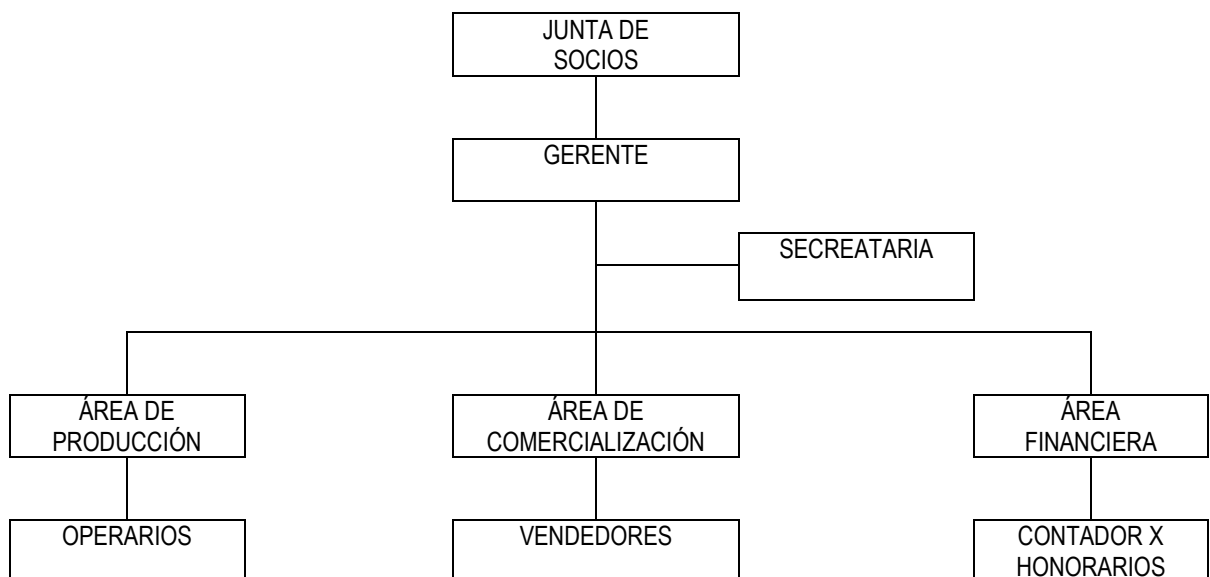 JUNTA DE
SOCIOS
GERENTE
SECREATARIA
ÁREA DE
PRODUCCIÓN
ÁREA DE
COMERCIALIZACIÓN
ÁREA
FINANCIERA
OPERARIOS
VENDEDORES
CONTADOR X
HONORARIOS